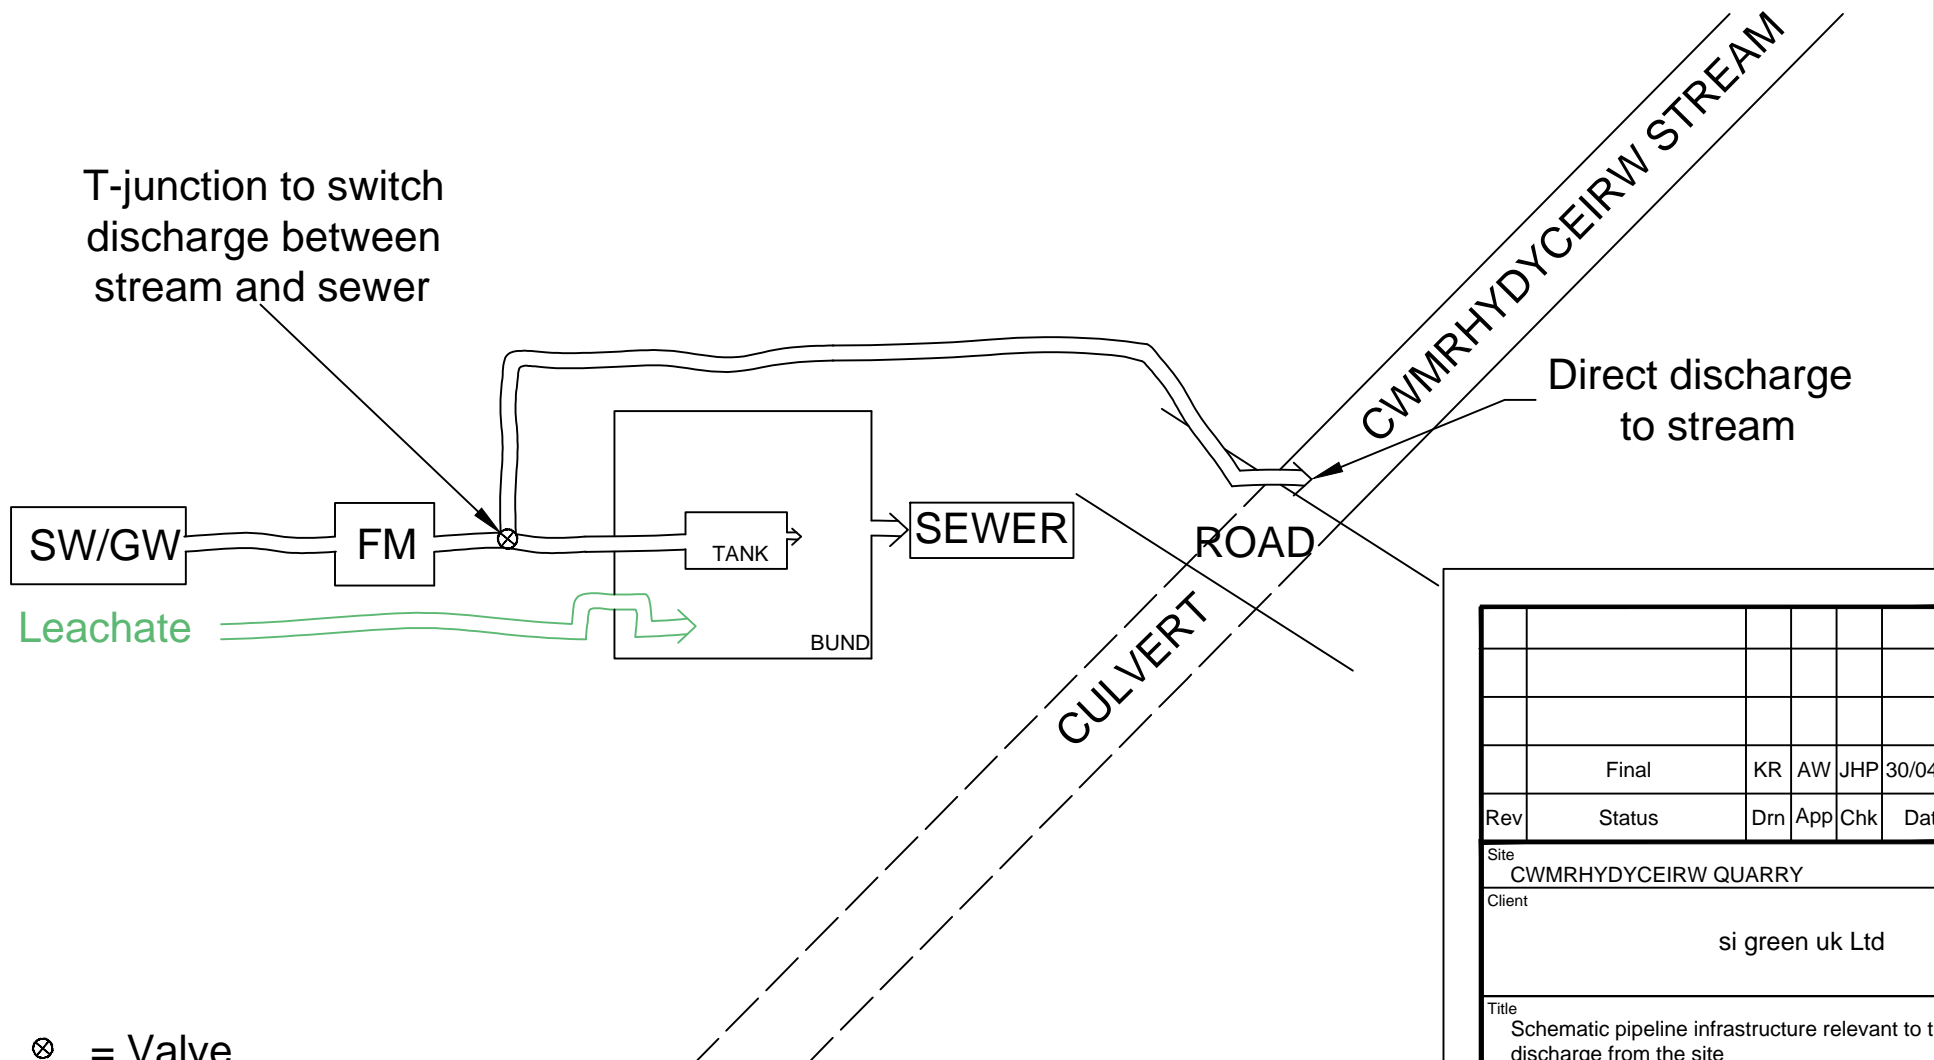 T-junction to switch
discharge between
stream and sewer
CWMRHYDYCEIRW STREAM
Direct discharge
to stream
SW/GW
FM
TANK
SEWER
ROAD
Leachate
BUND
CULVERT
= Valve
Final KR AW JHP 30/04
Rev Status Drn App Chk Dat
Site
CWMRHYDYCEIRW QUARRY
Client
si green uk Ltd
Title
Schematic pipeline infrastructure relevant to t
discharge from the site